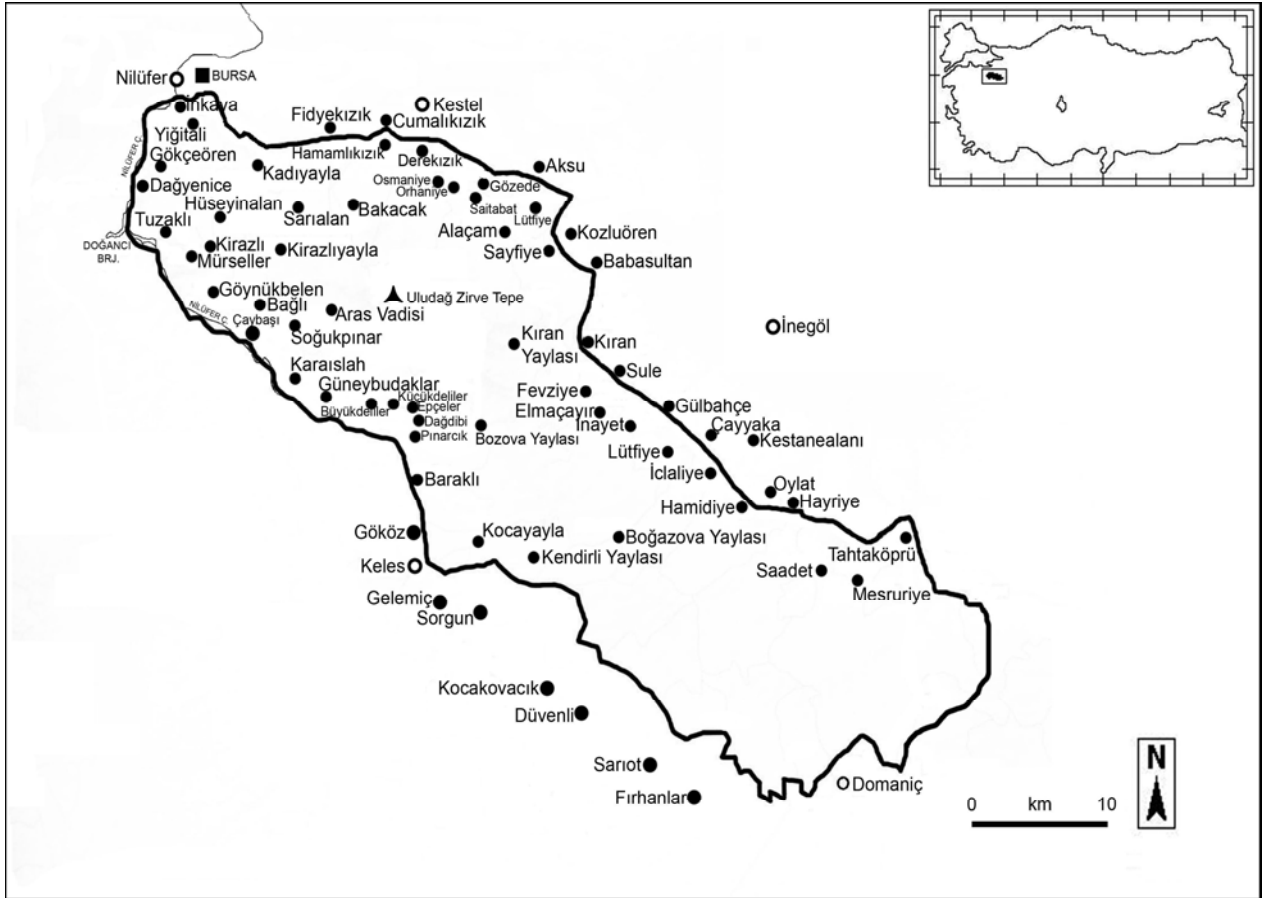 Nilüfer
BURSA
İnkaya
Yiğitali
Fidyekızık
Kestel
Cumalıkızık
NİLÜFER Ç.
Gökçeören
Kadıyayla
Hamamlıkızık
Derekızık
Aksu
Dağyenice
Osmaniye
Orhaniye
Gözede
Hüseyinalan
Sarıalan
Bakacak
Saitabat
Lütfiye
Tuzaklı
Alaçam
Kozluören
DOĞANCI
BRJ.
Kirazlı
Mürseller
Kirazlıyayla
Sayfiye
Babasultan
Göynükbelen
Bağlı
Uludağ Zirve Tepe
NİLÜFER Ç.
Çaybaşı
Aras Vadisi
Soğukpınar
İnegöl
Kıran
Yaylası
Kıran
Karaıslah
Sule
Güneybudaklar
Küçükdeliler
Fevziye
Büyükdeliler
Epçeler
Elmaçayır
Gülbahçe
Dağdibi
Pınarcık
Bozova Yaylası
İnayet
Çayyaka
Kestanealanı
Lütfiye
Baraklı
İclaliye
Oylat
Hayriye
Hamidiye
Gököz
Kocayayla
Boğazova Yaylası
Kendirli Yaylası
Tahtaköprü
Keles
Saadet
Mesruriye
Gelemiç
Sorgun
Kocakovacık
Düvenli
Sarıot
Fırhanlar
Domaniç
N
0 km 10